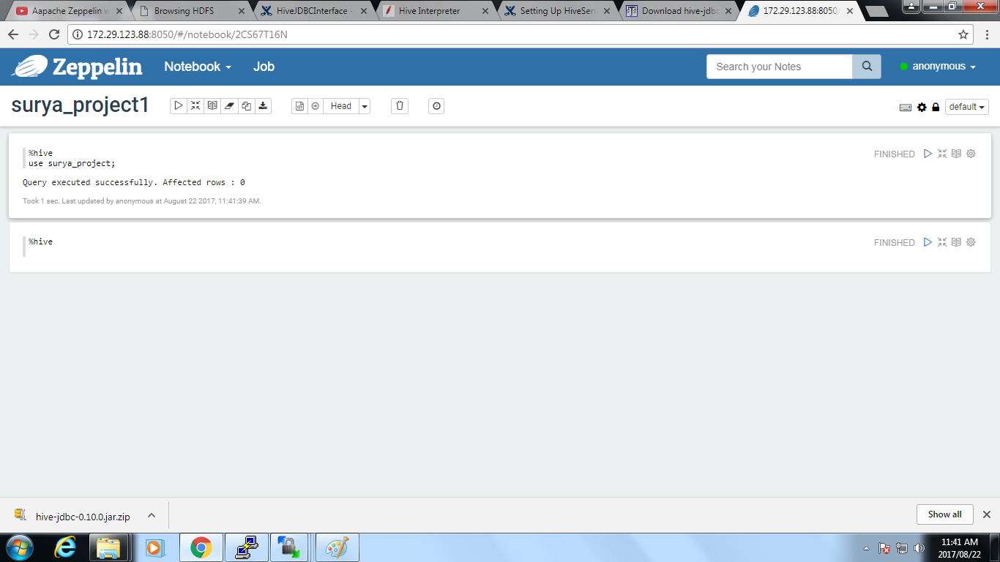 Aapache Zeppelin w
Browsing HDFS
HiveJDBCInterface -
Hive Interpreter
Setting Up HiveServ
Download hive-jdbc
172.29.123.88:8050/
172.29.123.88:8050/#/notebook/2CS67T16N
Zeppelin
Notebook
Job
Search your Notes
anonymous
surya_project1
Head
default
%hive
FINISHED
use surya_project;
Query executed successfully. Affected rows : 0
Took 1 sec. Last updated by anonymous at August 22 2017, 11:41:39 AM.
%hive
FINISHED
hive-jdbc-0.10.0.jar.zip
Show all
11:41 AM
2017/08/22